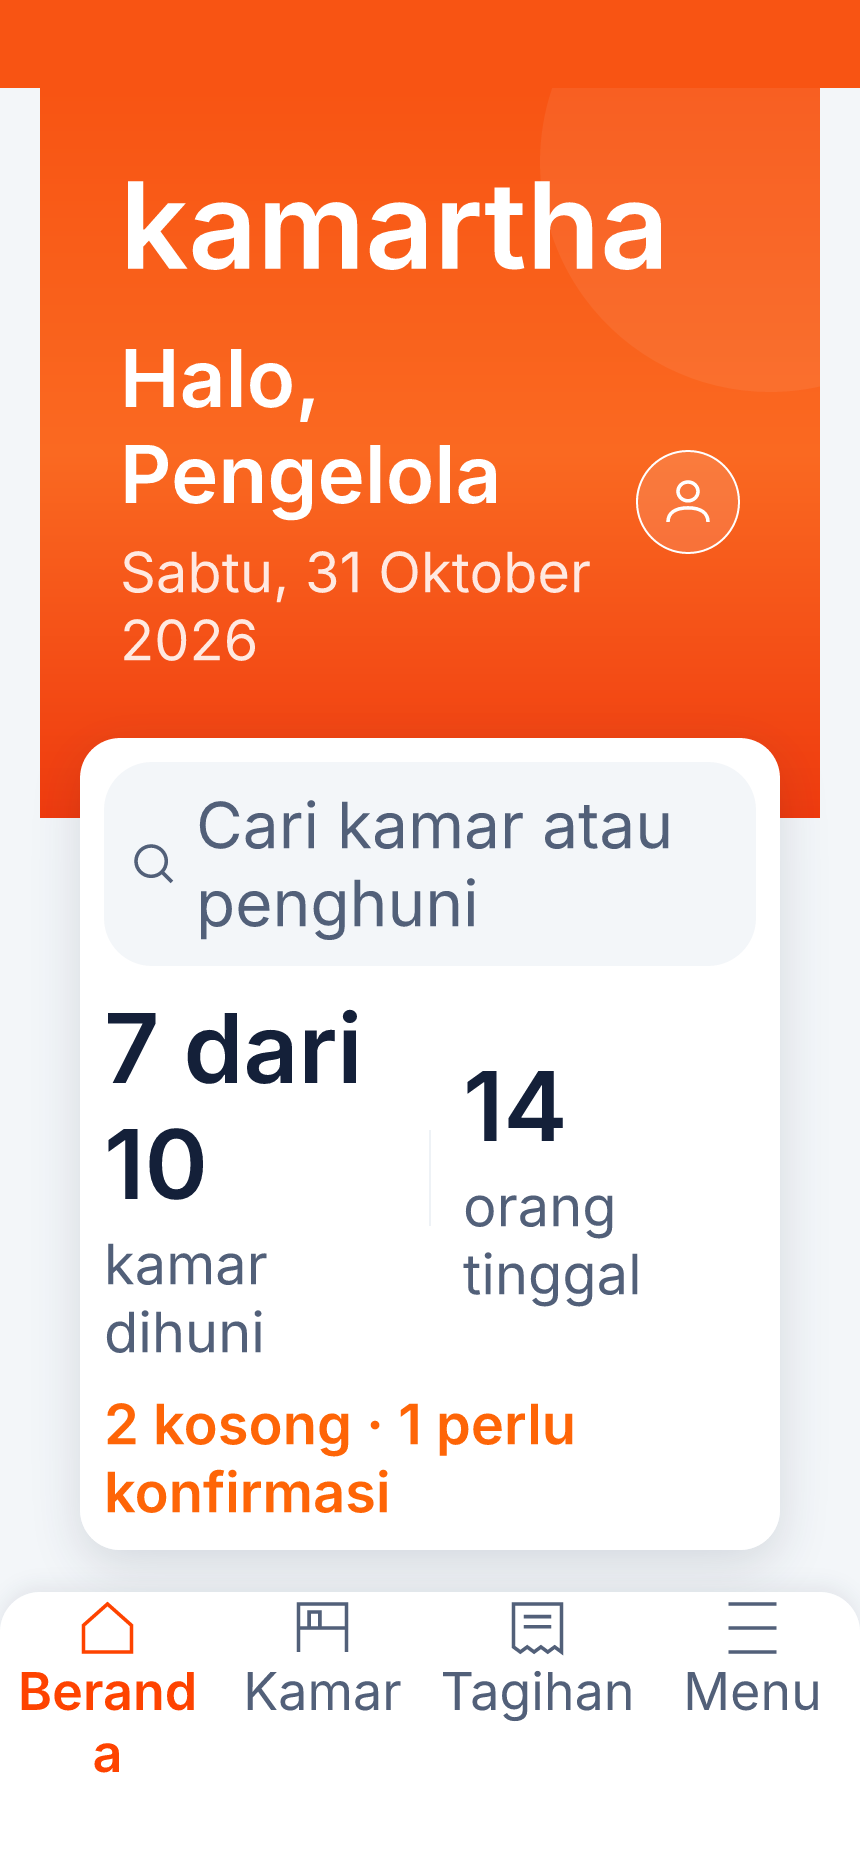 kamartha
Halo,
Pengelola
Sabtu, 31 Oktober
2026
Cari kamar atau
penghuni
7 dari
10
kamar
dihuni
14
orang
tinggal
2 kosong · 1 perlu
konfirmasi
Berand
a
Kamar
Tagihan
Menu